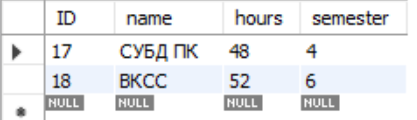 ID name hours semester
17 СУБД ПК 48 4
18 ВКСС 52 6
NULL NULL NULL NULL